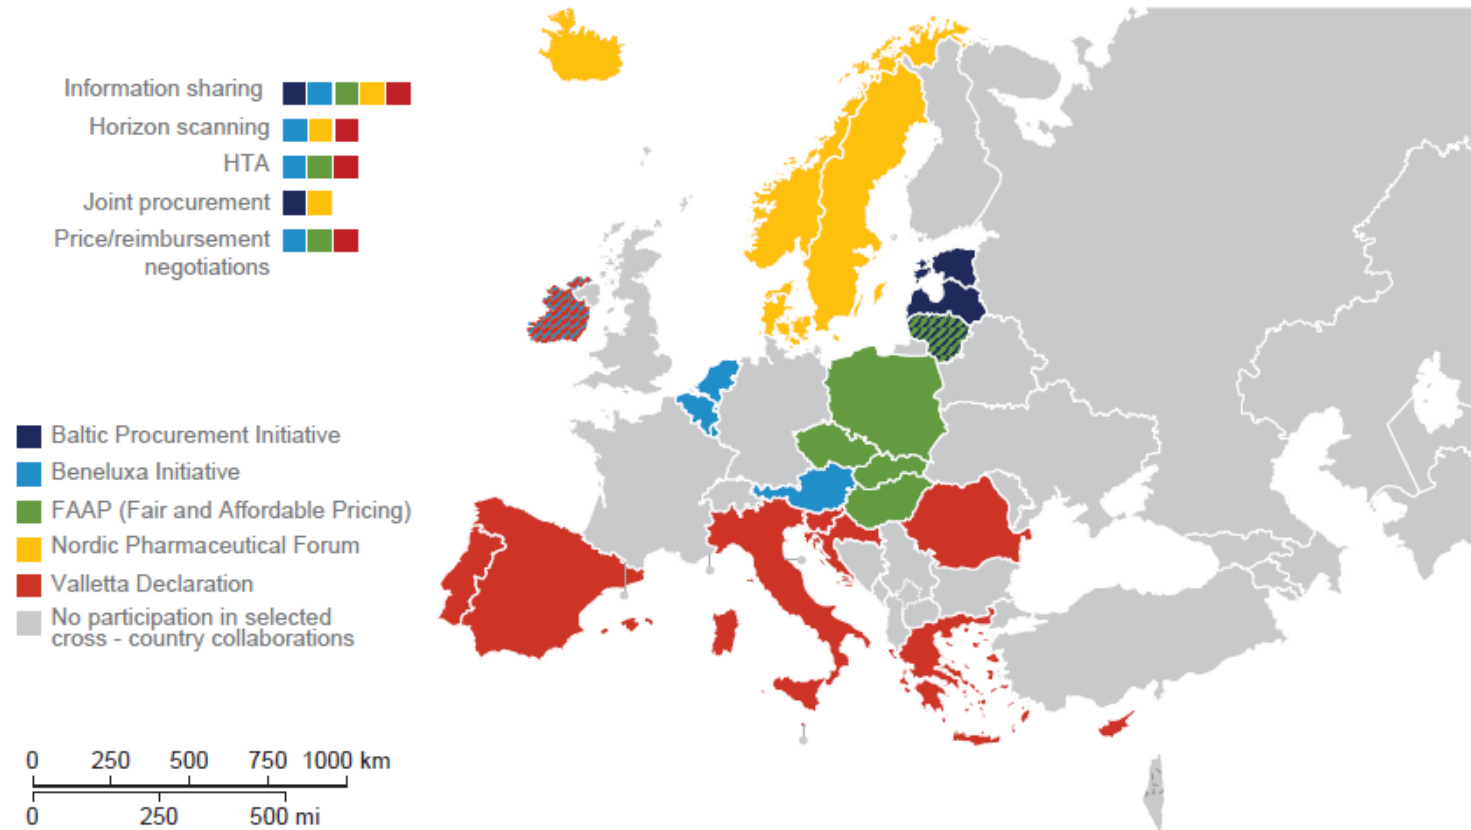 Information sharing
Horizon scanning
HTA
Joint procurement
Price/reimbursement
negotiations
Baltic Procurement Initiative
Beneluxa Initiative
FAAP (Fair and Affordable Pricing)
Nordic Pharmaceutical Forum
Valletta Declaration
No participation in selected
cross - country collaborations
0 250 500 750 1000 km
0 250 500 mi